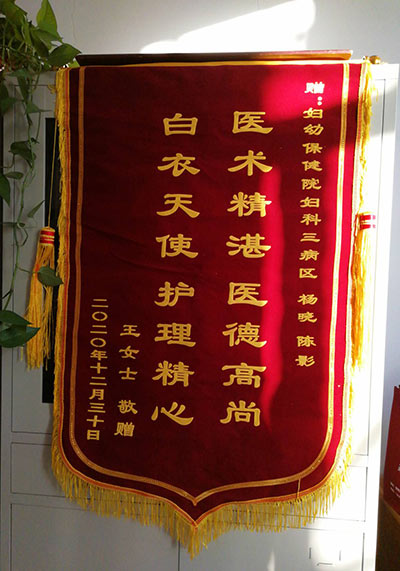 赠:妇幼保健院妇科三病区 杨晓 陈影
医术精湛 医德高尚
白衣天使 护理精心
王女士 敬赠
二〇二〇年十二月三十日